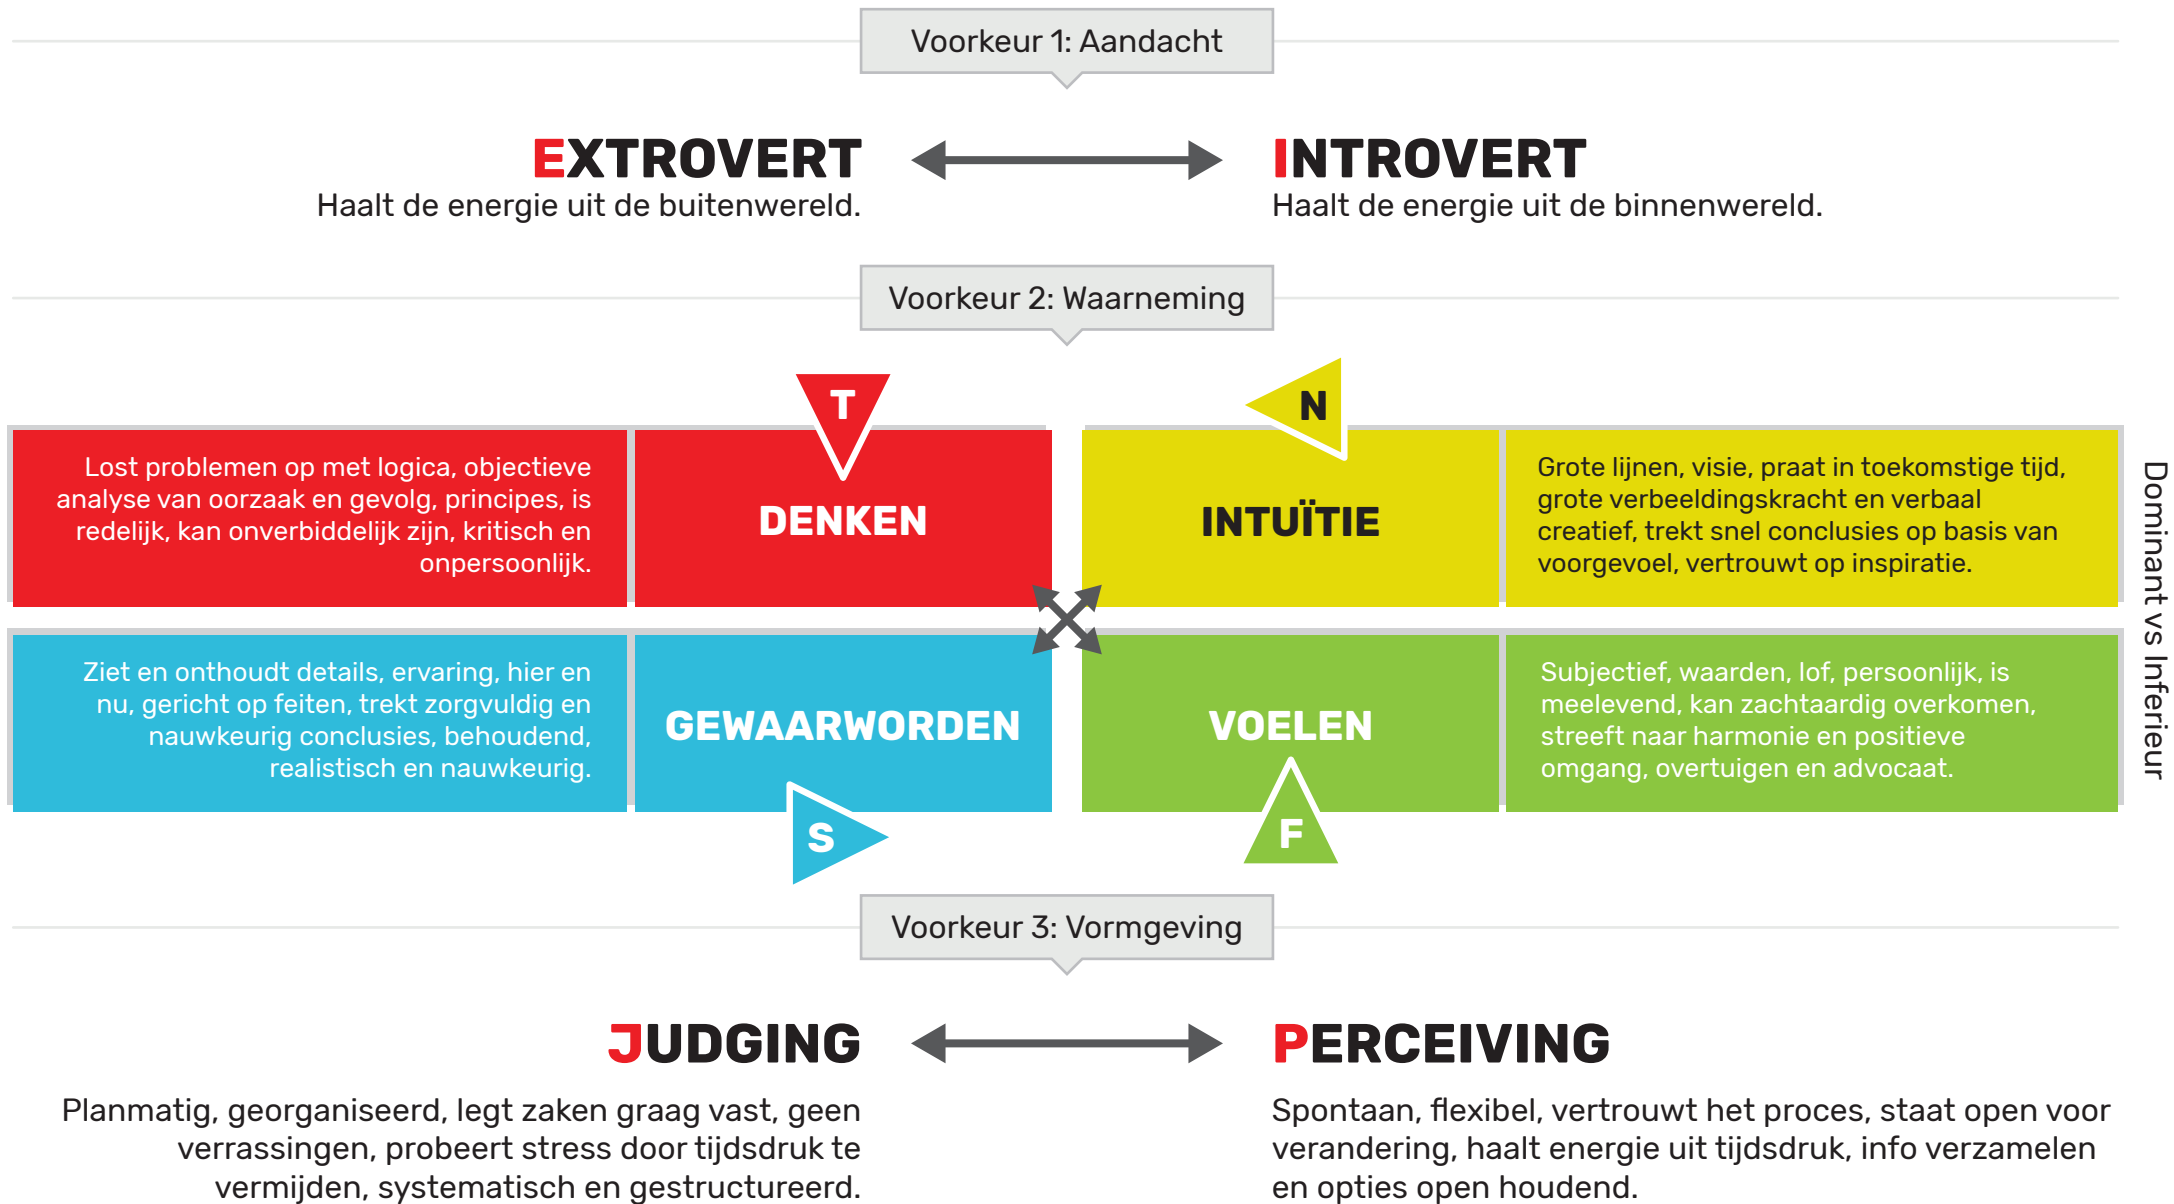 Voorkeur 1: Aandacht
EXTROVERT
Haalt de energie uit de buitenwereld.
INTROVERT
Haalt de energie uit de binnenwereld.
Voorkeur 2: Waarneming
T
Lost problemen op met logica, objectieve
analyse van oorzaak en gevolg, principes, is
redelijk, kan onverbiddelijk zijn, kritisch en
onpersoonlijk.
DENKEN
N
INTUÏTIE
Grote lijnen, visie, praat in toekomstige tijd,
grote verbeeldingskracht en verbaal
creatief, trekt snel conclusies op basis van
voorgevoel, vertrouwt op inspiratie.
Ziet en onthoudt details, ervaring, hier en
nu, gericht op feiten, trekt zorgvuldig en
nauwkeurig conclusies, behoudend,
realistisch en nauwkeurig.
GEWAARWORDEN
S
VOELEN
F
Subjectief, waarden, lof, persoonlijk, is
meelevend, kan zachtaardig overkomen,
streeft naar harmonie en positieve
omgang, overtuigen en advocaat.
Dominant vs Inferieur
Voorkeur 3: Vormgeving
JUDGING
Planmatig, georganiseerd, legt zaken graag vast, geen
verrassingen, probeert stress door tijdsdruk te
vermijden, systematisch en gestructureerd.
PERCEIVING
Spontaan, flexibel, vertrouwt het proces, staat open voor
verandering, haalt energie uit tijdsdruk, info verzamelen
en opties open houdend.